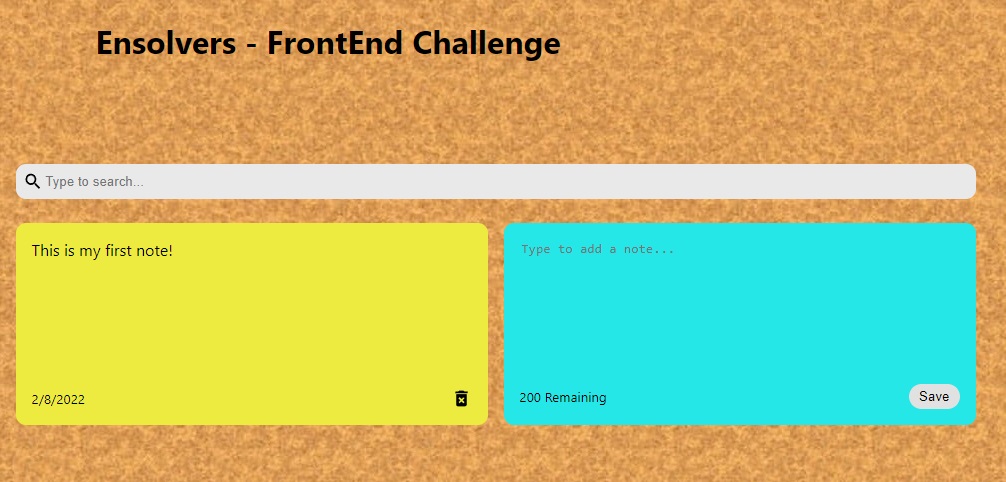 Ensolvers - FrontEnd Challenge
Type to search...
This is my first note!
Type to add a note...
2/8/2022
200 Remaining
Save